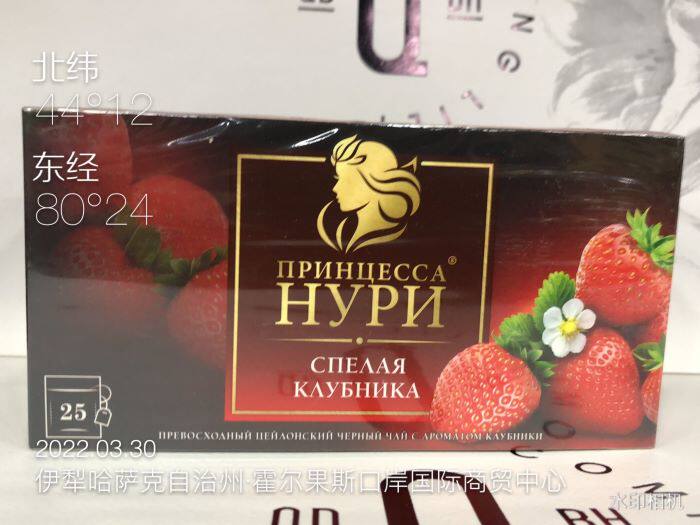 北纬
44°12
东经
80°24
ПРИНЦЕССА®
НУРИ
СПЕЛАЯ
КЛУБНИКА
25
ПРЕВОСХОДНЫЙ ЦЕЙЛОНСКИЙ ЧЕРНЫЙ ЧАЙ С АРОМАТОМ КЛУБНИКИ
2022.03.30
伊犁哈萨克自治州·霍尔果斯口岸国际商贸中心
水印相机